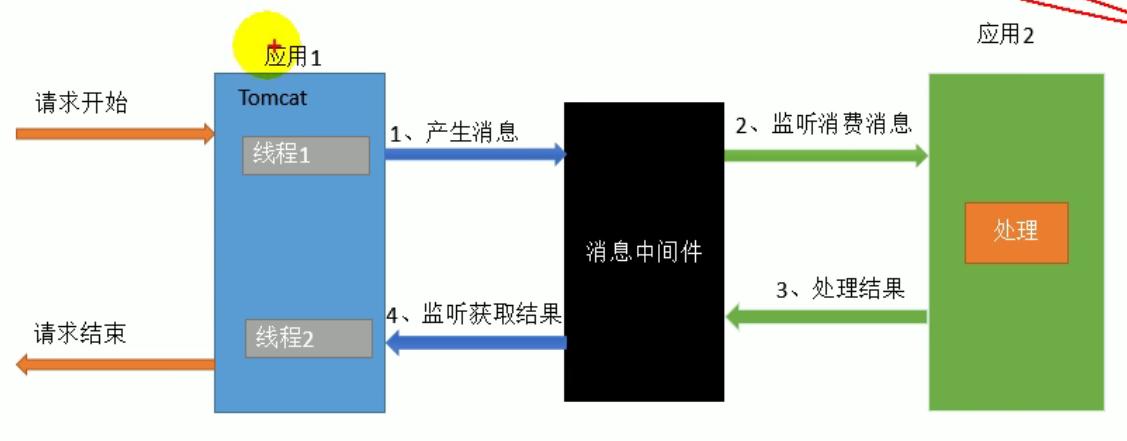 应用1
应用2
请求开始
Tomcat
线程1
1、产生消息
2、监听消费消息
处理
消息中间件
3、处理结果
4、监听获取结果
线程2
请求结束